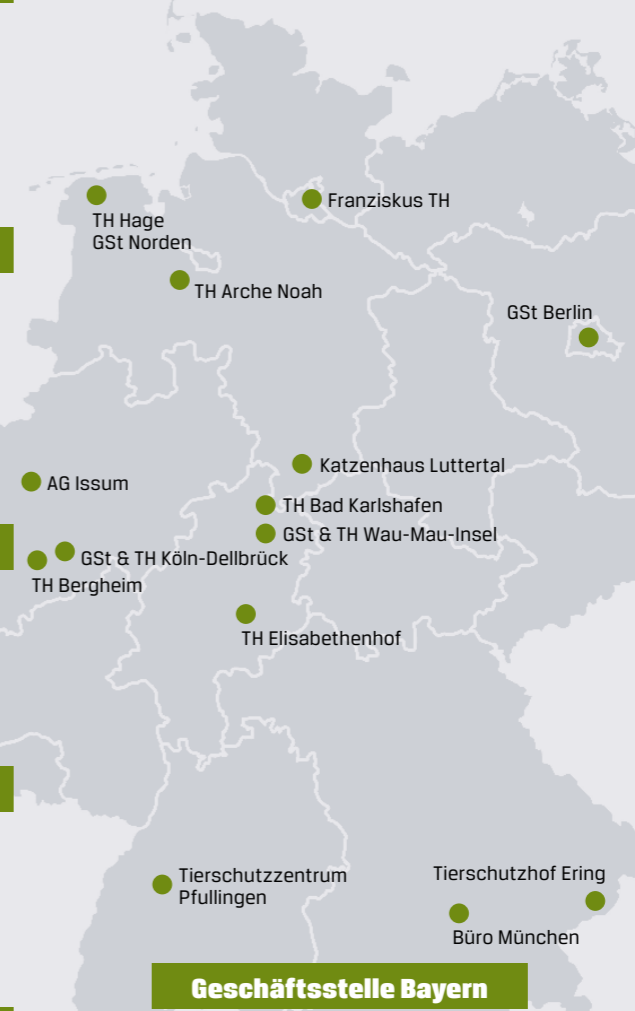 Franziskus TH
TH Hage
GSt Norden
TH Arche Noah
GSt Berlin
Katzenhaus Luttertal
AG Issum
TH Bad Karlshafen
GSt & TH Wau-Mau-Insel
GSt & TH Köln-Dellbrück
TH Bergheim
TH Elisabethenhof
Tierschutzzentrum
Pfullingen
Tierschutzhof Ering
Büro München
Geschäftsstelle Bayern